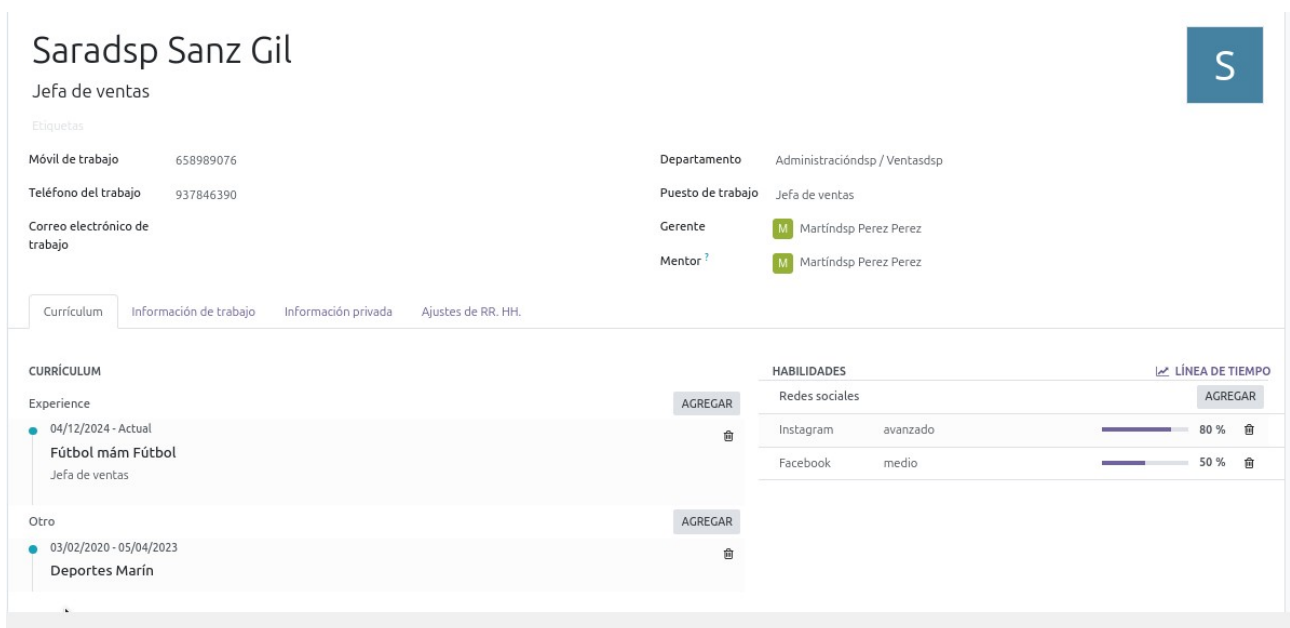 Saradsp Sanz Gil
S
Jefa de ventas
Etiquetas
Móvil de trabajo 658989076
Teléfono del trabajo 937846390
Correo electrónico de
trabajo
Departamento Administracióndsp / Ventasdsp
Puesto de trabajo Jefa de ventas
Gerente M Martíndsp Perez Perez
Mentor ? M Martíndsp Perez Perez
Currículum Información de trabajo Información privada Ajustes de RR. HH.
CURRÍCULUM
Experience AGREGAR
04/12/2024 - Actual
Fútbol mám Fútbol
Jefa de ventas
Otro AGREGAR
03/02/2020 - 05/04/2023
Deportes Marín
HABILIDADES LÍNEA DE TIEMPO
Redes sociales AGREGAR
Instagram avanzado 80 %
Facebook medio 50 %